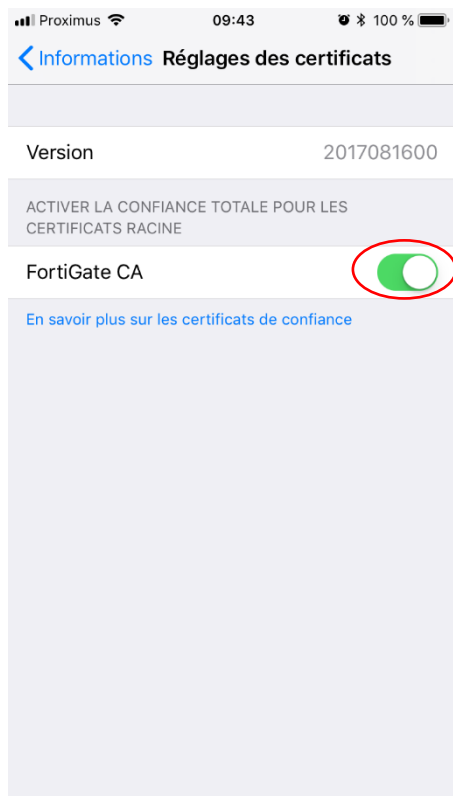 Proximus 09:43 100 %
Informations Réglages des certificats
Version 2017081600
ACTIVER LA CONFIANCE TOTALE POUR LES
CERTIFICATS RACINE
FortiGate CA
En savoir plus sur les certificats de confiance